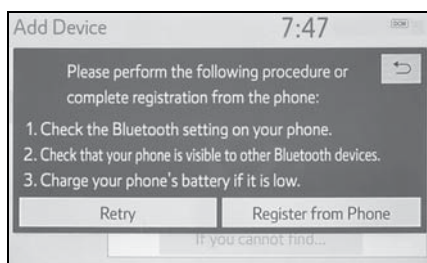 Add Device
7:47
DCM
Please perform the following procedure or
complete registration from the phone:
1. Check the Bluetooth setting on your phone.
2. Check that your phone is visible to other Bluetooth devices.
3. Charge your phone's battery if it is low.
Retry
Register from Phone
If you cannot find...